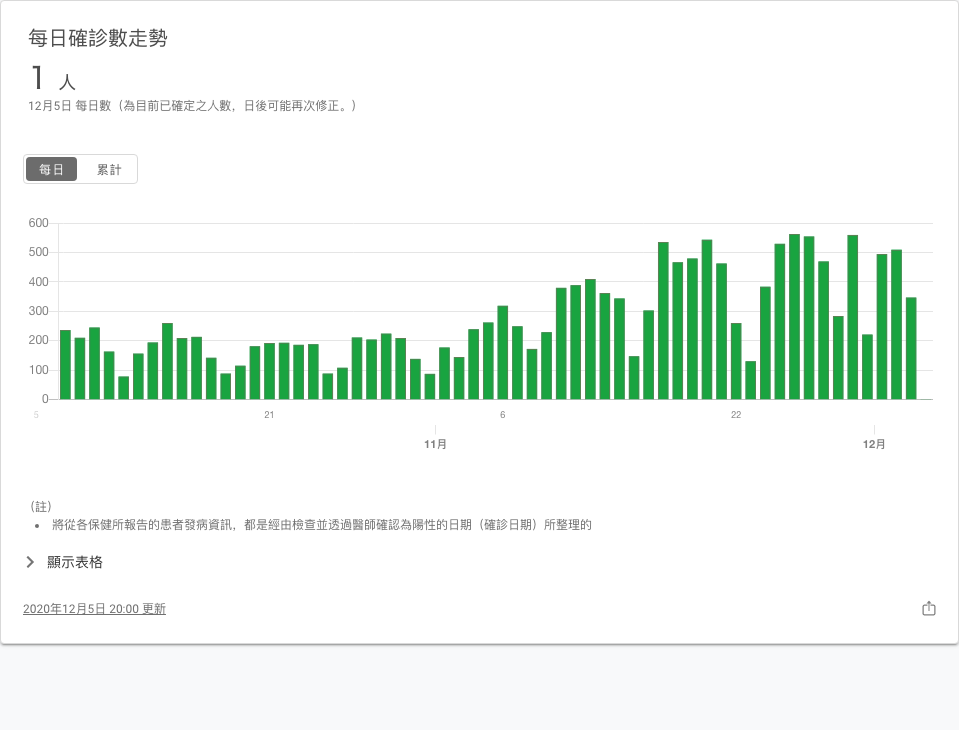 每日確診數走勢
1 人
12月5日 每日數（為目前已確定之人數，日後可能再次修正。）
每日 累計
600
500
400
300
200
100
0
5 21 6 22
11月 12月
（註）
• 將從各保健所報告的患者發病資訊，都是經由檢查並透過醫師確認為陽性的日期（確診日期）所整理的
顯示表格
2020年12月5日 20:00 更新